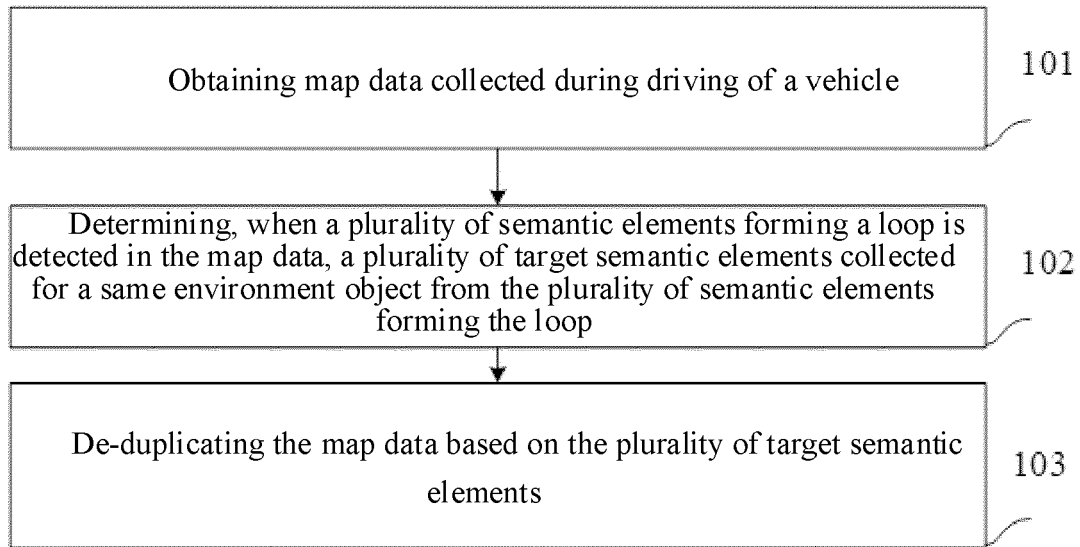 Obtaining map data collected during driving of a vehicle
101
Determining, when a plurality of semantic elements forming a loop is
detected in the map data, a plurality of target semantic elements collected
for a same environment object from the plurality of semantic elements
forming the loop
102
De-duplicating the map data based on the plurality of target semantic
elements
103